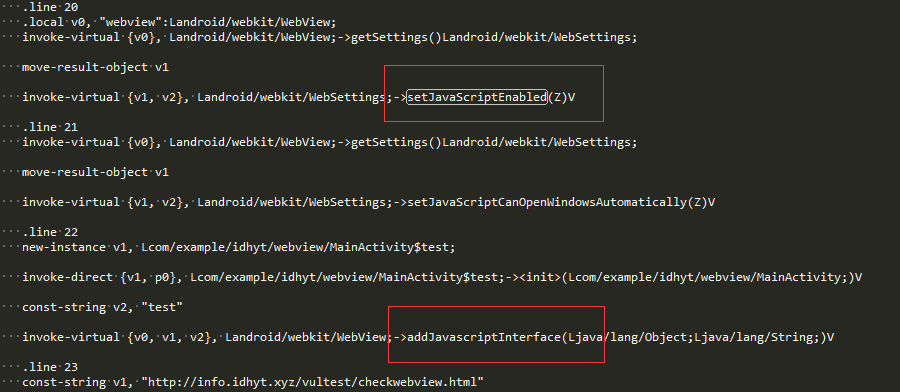 .line 20
.local v0, "webview":Landroid/webkit/WebView;
invoke-virtual {v0}, Landroid/webkit/WebView;->getSettings()Landroid/webkit/WebSettings;
move-result-object v1
invoke-virtual {v1, v2}, Landroid/webkit/WebSettings;->setJavaScriptEnabled(Z)V
.line 21
invoke-virtual {v0}, Landroid/webkit/WebView;->getSettings()Landroid/webkit/WebSettings;
move-result-object v1
invoke-virtual {v1, v2}, Landroid/webkit/WebSettings;->setJavaScriptCanOpenWindowsAutomatically(Z)V
.line 22
new-instance v1, Lcom/example/idhyt/webview/MainActivity$test;
invoke-direct {v1, p0}, Lcom/example/idhyt/webview/MainActivity$test;-><init>(Lcom/example/idhyt/webview/MainActivity;)V
const-string v2, "test"
invoke-virtual {v0, v1, v2}, Landroid/webkit/WebView;->addJavascriptInterface(Ljava/lang/Object;Ljava/lang/String;)V
.line 23
const-string v1, "http://info.idhyt.xyz/vultest/checkwebview.html"